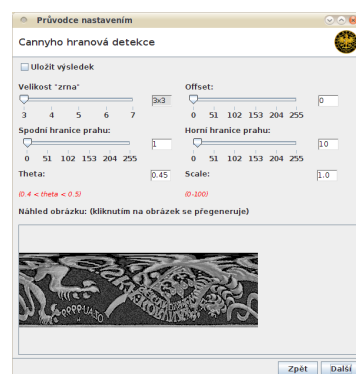 Průvodce nastavením
Cannyho hranová detekce
Uložit výsledek
Velikost "zrna"
Offset:
3x3
0
3 4 5 6 7
0 51 102 153 204 255
Spodní hranice prahu:
Horní hranice prahu:
1
10
0 51 102 153 204 255
0 51 102 153 204 255
Theta:
0.45
Scale:
1.0
(0.4 < theta < 0.5)
(0-100)
Náhled obrázku: (kliknutím na obrázek se přegeneruje)
Zpět
Další